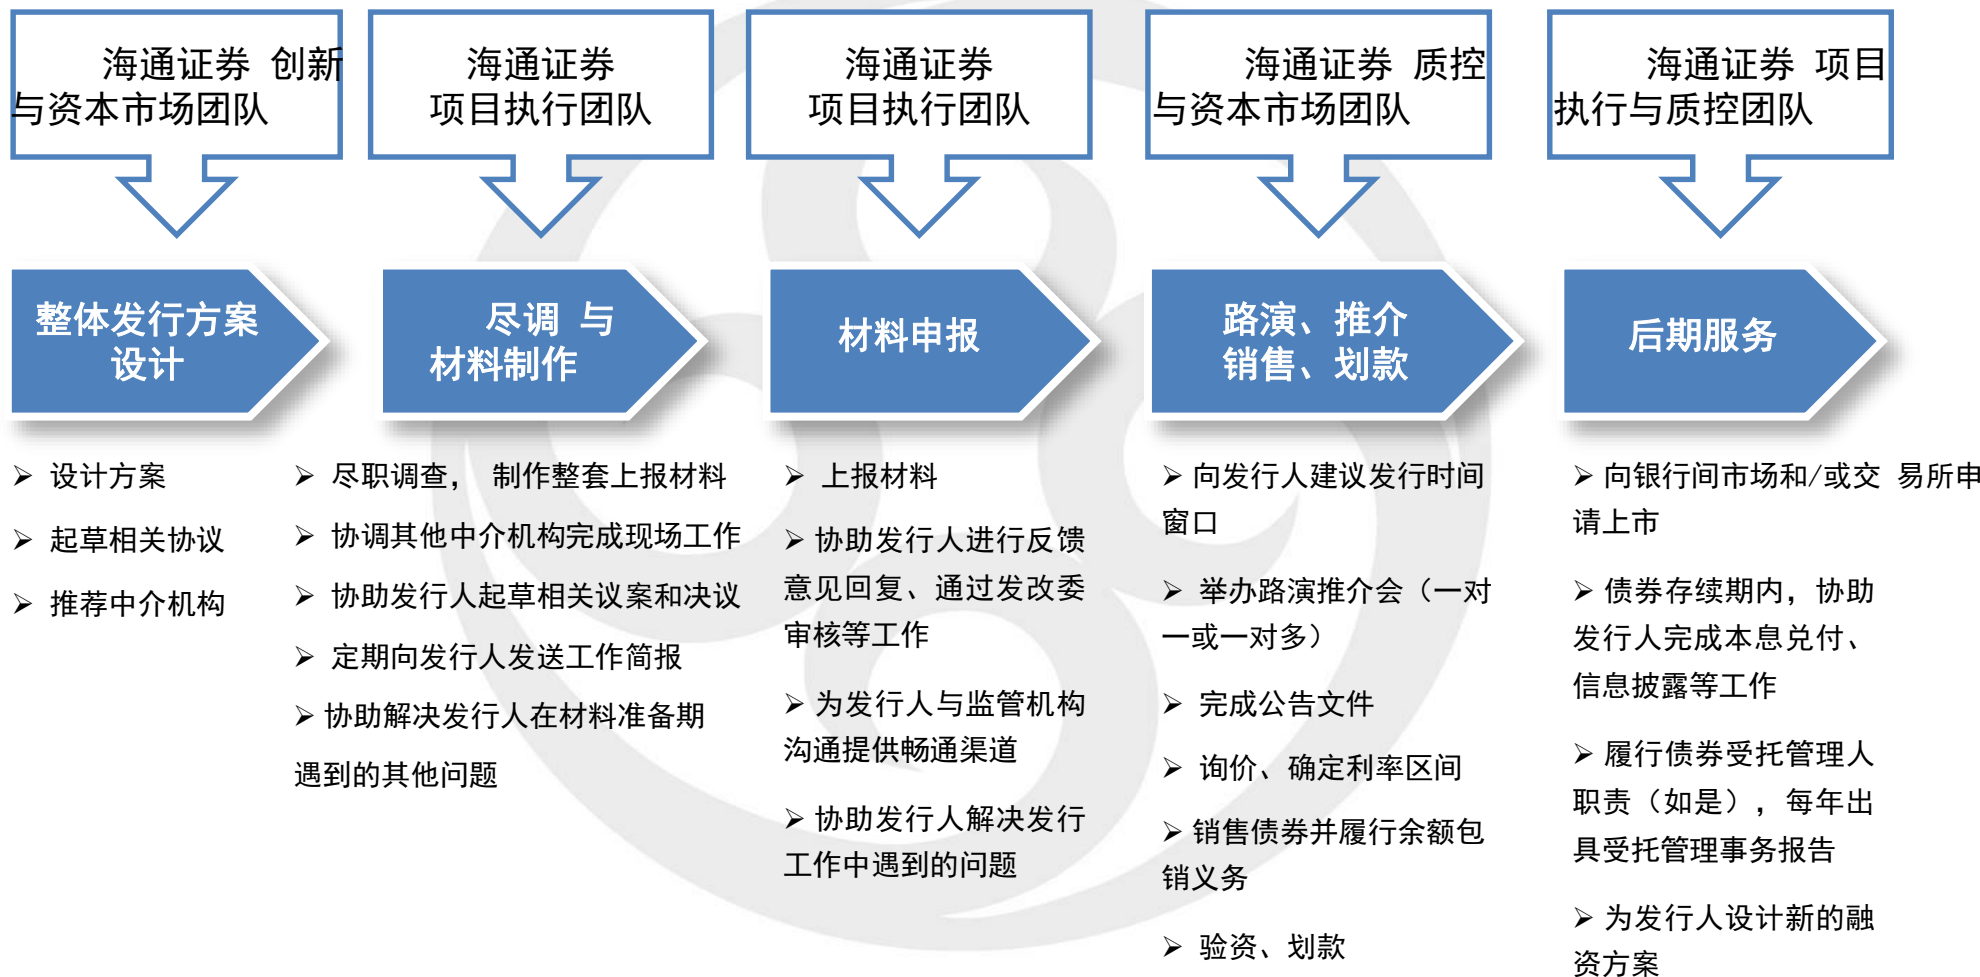 海通证券 创新
与资本市场团队
海通证券
项目执行团队
海通证券
项目执行团队
海通证券 质控
与资本市场团队
海通证券 项目
执行与质控团队
整体发行方案
设计
尽调 与
材料制作
材料申报
路演、推介
销售、划款
后期服务
➢ 设计方案
➢ 起草相关协议
➢ 推荐中介机构
➢ 尽职调查， 制作整套上报材料
➢ 协调其他中介机构完成现场工作
➢ 协助发行人起草相关议案和决议
➢ 定期向发行人发送工作简报
➢ 协助解决发行人在材料准备期
遇到的其他问题
➢ 上报材料
➢ 协助发行人进行反馈
意见回复、通过发改委
审核等工作
➢ 为发行人与监管机构
沟通提供畅通渠道
➢ 协助发行人解决发行
工作中遇到的问题
➢ 向发行人建议发行时间
窗口
➢ 举办路演推介会（一对
一或一对多）
➢ 完成公告文件
➢ 询价、确定利率区间
➢ 销售债券并履行余额包
销义务
➢ 验资、划款
➢ 向银行间市场和/或交 易所申
请上市
➢ 债券存续期内，协助
发行人完成本息兑付、
信息披露等工作
➢ 履行债券受托管理人
职责（如是），每年出
具受托管理事务报告
➢ 为发行人设计新的融
资方案